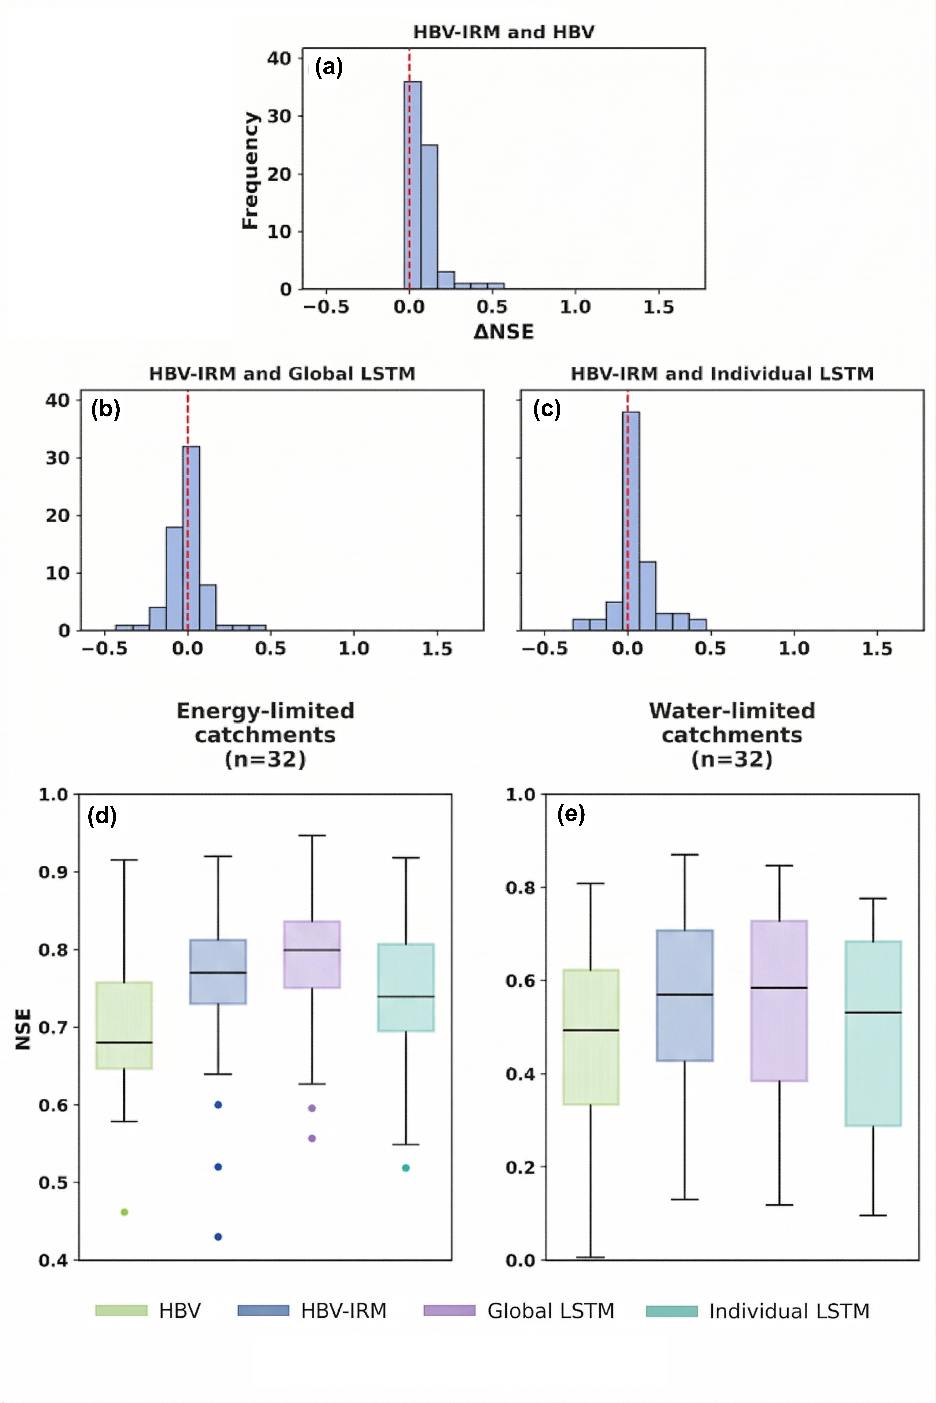 HBV-IRM and HBV
(a)
40
30
20
10
0
Frequency
−0.5 0.0 0.5 1.0 1.5
ΔNSE
HBV-IRM and Global LSTM
(b)
40
30
20
10
0
−0.5 0.0 0.5 1.0 1.5
HBV-IRM and Individual LSTM
(c)
−0.5 0.0 0.5 1.0 1.5
Energy-limited
catchments
(n=32)
(d)
1.0
0.9
0.8
0.7
0.6
0.5
0.4
NSE
Water-limited
catchments
(n=32)
(e)
1.0
0.8
0.6
0.4
0.2
0.0
HBV HBV-IRM Global LSTM Individual LSTM